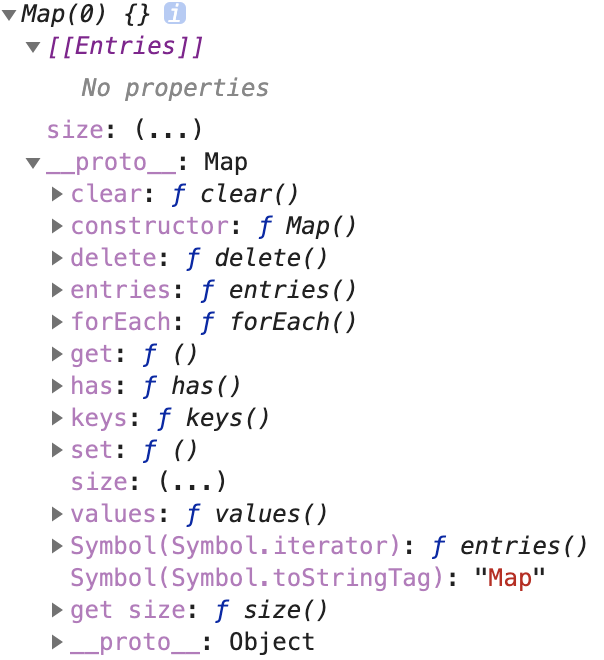 Map(0) {} i
[[Entries]]
No properties
size: (...)
__proto__: Map
clear: ƒ clear()
constructor: ƒ Map()
delete: ƒ delete()
entries: ƒ entries()
forEach: ƒ forEach()
get: ƒ ()
has: ƒ has()
keys: ƒ keys()
set: ƒ ()
size: (...)
values: ƒ values()
Symbol(Symbol.iterator): ƒ entries()
Symbol(Symbol.toStringTag): "Map"
get size: ƒ size()
__proto__: Object